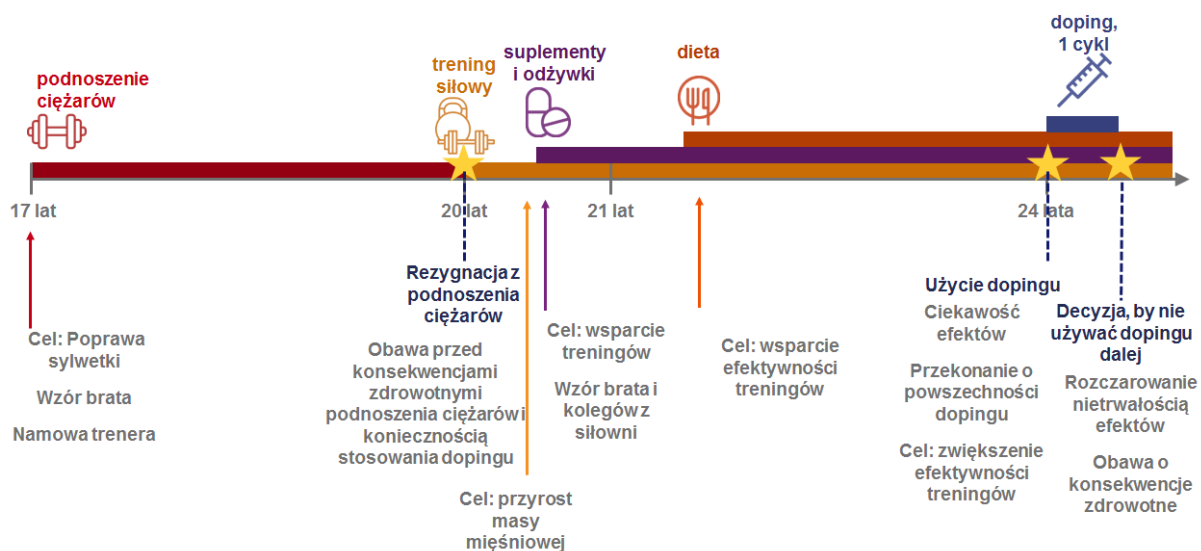 podnoszenie
ciężarów
trening
siłowy
suplementy
i odżywki
dieta
doping,
1 cykl
17 lat
20 lat
21 lat
24 lata
Cel: Poprawa
sylwetki
Wzór brata
Namowa trenera
Rezygnacja z
podnoszenia
ciężarów
Obawa przed
konsekwencjami
zdrowotnymi
podnoszenia ciężarów i
koniecznością
stosowania dopingu
Cel: przyrost
masy
mięśniowej
Cel: wsparcie
treningów
Wzór brata i
kolegów z
siłowni
Cel: wsparcie
efektywności
treningów
Użycie dopingu
Ciekawość
efektów
Przekonanie o
powszechności
dopingu
Cel: zwiększenie
efektywności
treningów
Decyzja, by nie
używać dopingu
dalej
Rozczarowanie
nietrwałością
efektów
Obawa o
konsekwencje
zdrowotne